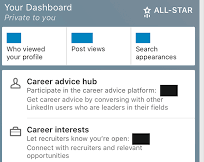 Your Dashboard
Private to you
ALL-STAR
Who viewed
your profile
Post views
Search
appearances
Career advice hub
Participate in the career advice platform:
Get career advice by conversing with other
LinkedIn users who are leaders in their fields
Career interests
Let recruiters know you're open:
Connect with recruiters and relevant
opportunities